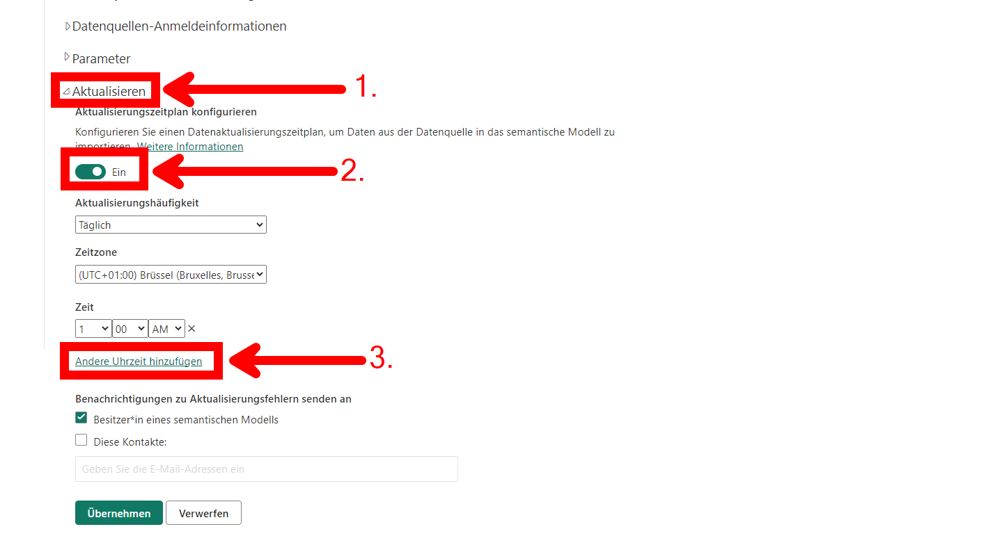 Datenquellen-Anmeldeinformationen
Parameter
Aktualisieren
1.
Aktualisierungszeitplan konfigurieren
Konfigurieren Sie einen Datenaktualisierungszeitplan, um Daten aus der Datenquelle in das semantische Modell zu
importieren. Weitere Informationen
Ein
2.
Aktualisierungshäufigkeit
Täglich
Zeitzone
(UTC+01:00) Brüssel (Bruxelles, Brusse
Zeit
1 00 AM ×
Andere Uhrzeit hinzufügen
3.
Benachrichtigungen zu Aktualisierungsfehlern senden an
Besitzer*in eines semantischen Modells
Diese Kontakte:
Geben Sie die E-Mail-Adressen ein
Übernehmen Verwerfen